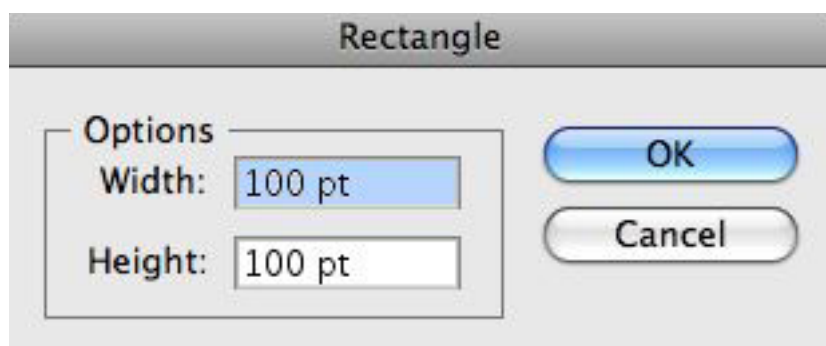 Rectangle
Options
Width: 100 pt
Height: 100 pt
OK
Cancel